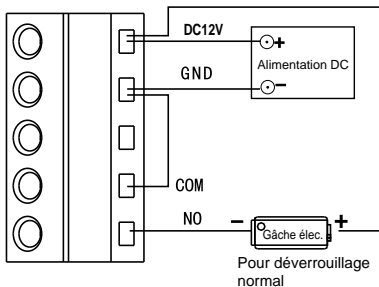 DC12V
+
Alimentation DC
GND
−
COM
NO
− Gâche élec. +
Pour déverrouillage
normal